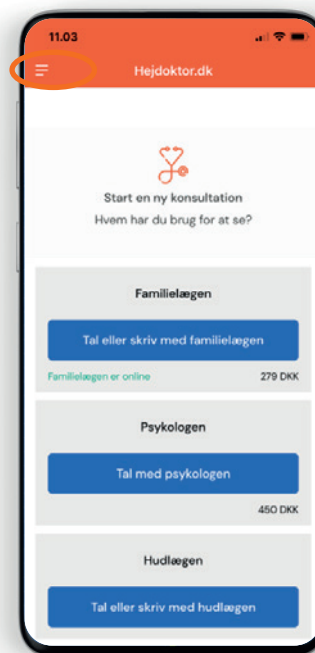 11.03
Hejdoktor.dk
Start en ny konsultation
Hvem har du brug for at se?
Familielægen
Tal eller skriv med familielægen
Familielægen er online 279 DKK
Psykologen
Tal med psykologen
450 DKK
Hudlægen
Tal eller skriv med hudlægen